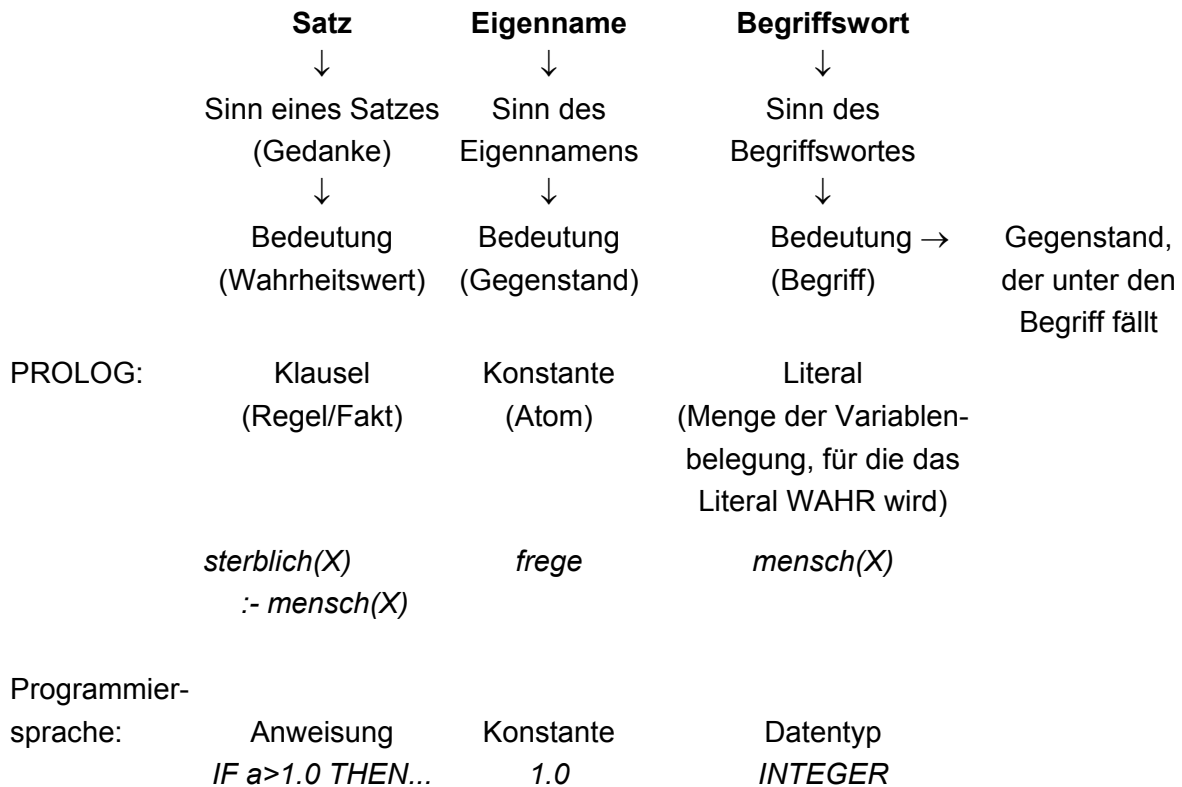 Satz Eigenname Begriffswort
↓ ↓ ↓
Sinn eines Satzes Sinn des Sinn des
(Gedanke) Eigennamens Begriffswortes
↓ ↓ ↓
Bedeutung Bedeutung Bedeutung → Gegenstand,
(Wahrheitswert) (Gegenstand) (Begriff) der unter den
Begriff fällt
PROLOG: Klausel Konstante Literal
(Regel/Fakt) (Atom) (Menge der Variablen-
belegung, für die das
Literal WAHR wird)
sterblich(X) frege mensch(X)
:- mensch(X)
Programmier-
sprache: Anweisung Konstante Datentyp
IF a>1.0 THEN... 1.0 INTEGER